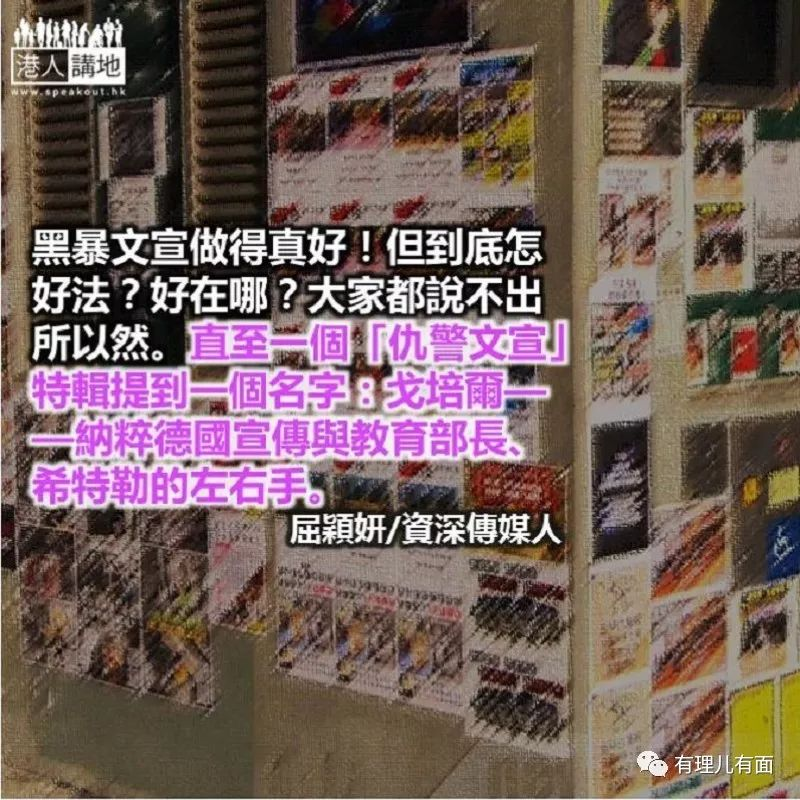 港人講地
www.speakout.hk
黑暴文宣做得真好！但到底怎
好法？好在哪？大家都說不出
所以然。直至一個「仇警文宣」
特輯提到一個名字：戈培爾—
—納粹德國宣傳與教育部長、
希特勒的左右手。
屈穎妍/資深傳媒人
有理儿有面